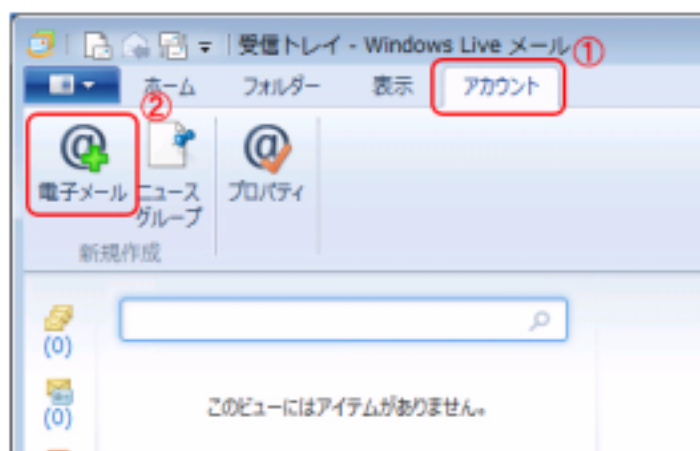 受信トレイ - Windows Live メール
①
ホーム
フォルダー
表示
アカウント
②
電子メール
ニュース
グループ
プロパティ
新規作成
(0)
このビューにはアイテムがありません。
(0)